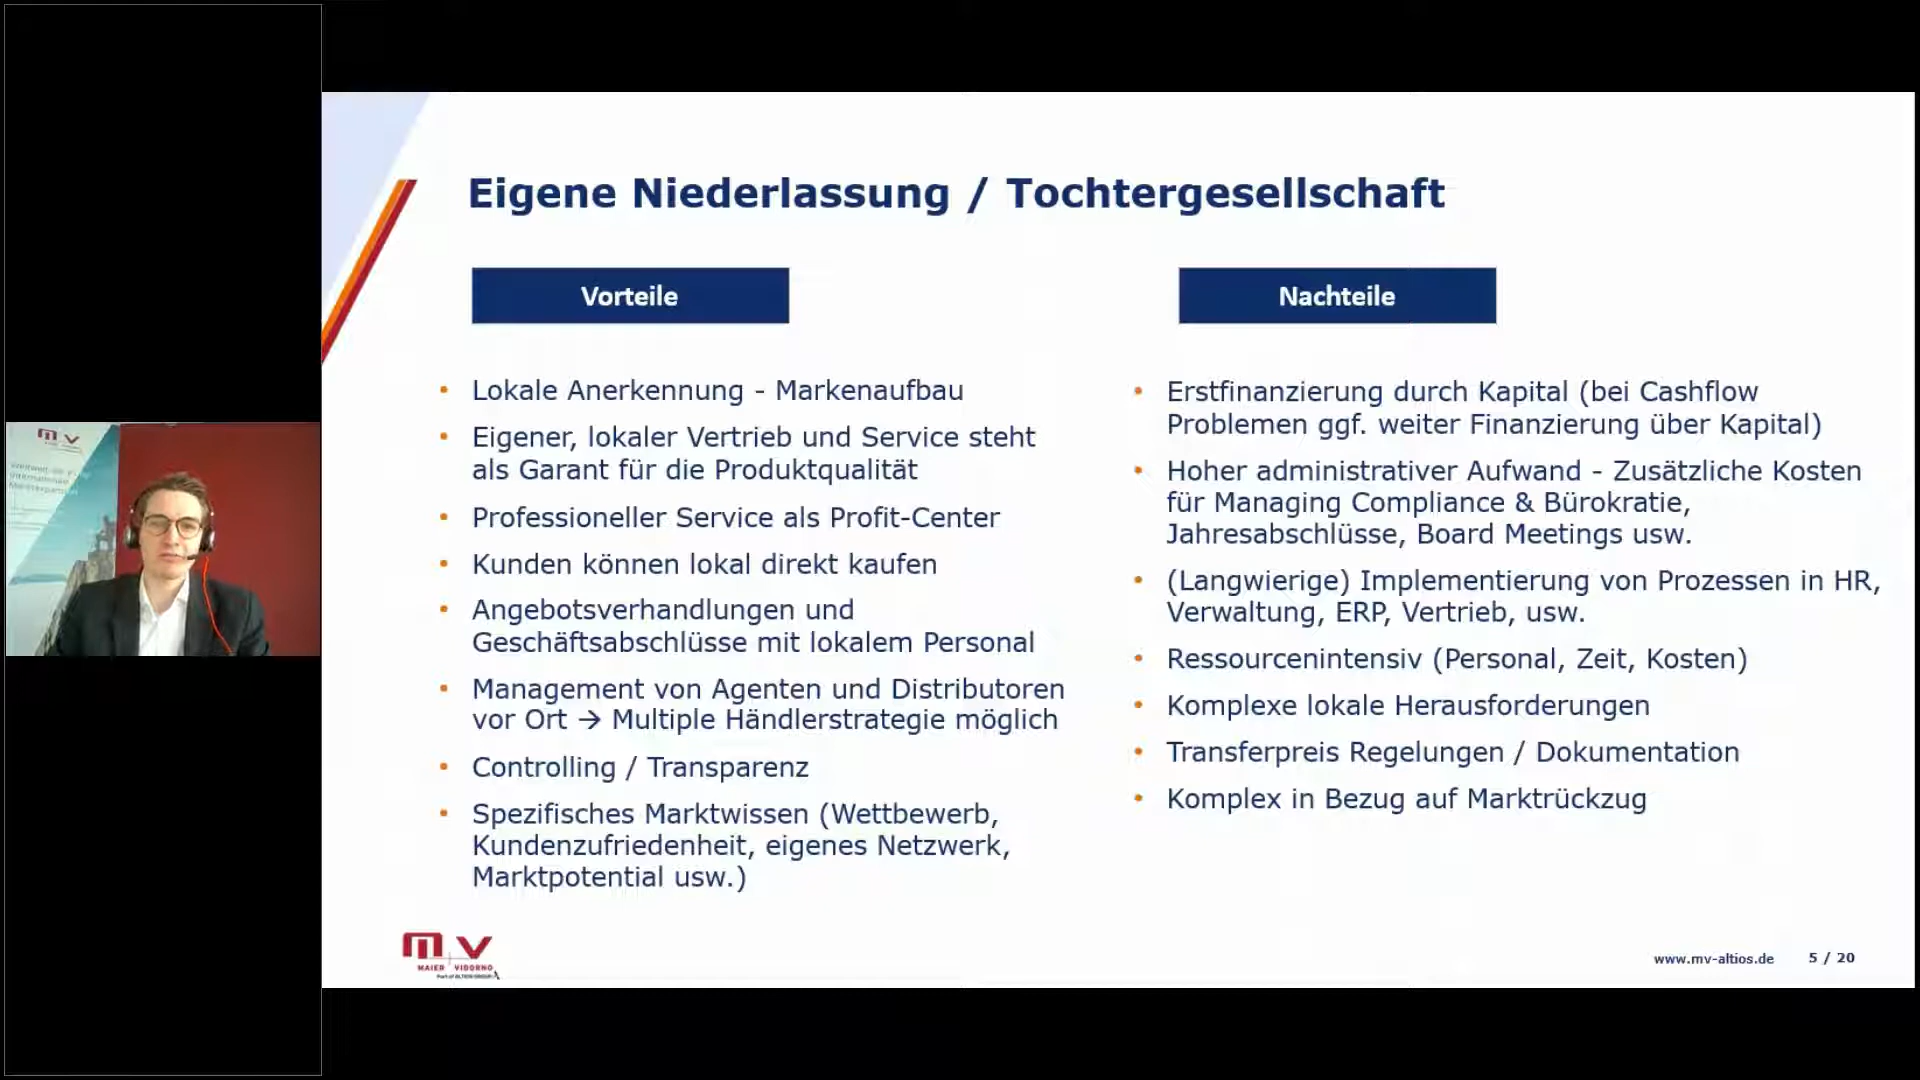 Eigene Niederlassung / Tochtergesellschaft
Vorteile
Lokale Anerkennung - Markenaufbau
Eigener, lokaler Vertrieb und Service steht
als Garant für die Produktqualität
Professioneller Service als Profit-Center
Kunden können lokal direkt kaufen
Angebotsverhandlungen und
Geschäftsabschlüsse mit lokalem Personal
Management von Agenten und Distributoren
vor Ort → Multiple Händlerstrategie möglich
Controlling / Transparenz
Spezifisches Marktwissen (Wettbewerb,
Kundenzufriedenheit, eigenes Netzwerk,
Marktpotential usw.)
Nachteile
Erstfinanzierung durch Kapital (bei Cashflow
Problemen ggf. weiter Finanzierung über Kapital)
Hoher administrativer Aufwand - Zusätzliche Kosten
für Managing Compliance & Bürokratie,
Jahresabschlüsse, Board Meetings usw.
(Langwierige) Implementierung von Prozessen in HR,
Verwaltung, ERP, Vertrieb, usw.
Ressourcenintensiv (Personal, Zeit, Kosten)
Komplexe lokale Herausforderungen
Transferpreis Regelungen / Dokumentation
Komplex in Bezug auf Marktrückzug
M V
MAIER VIDORNO
Part of ALTIOS GROUP
www.mv-altios.de 5 / 20
M V